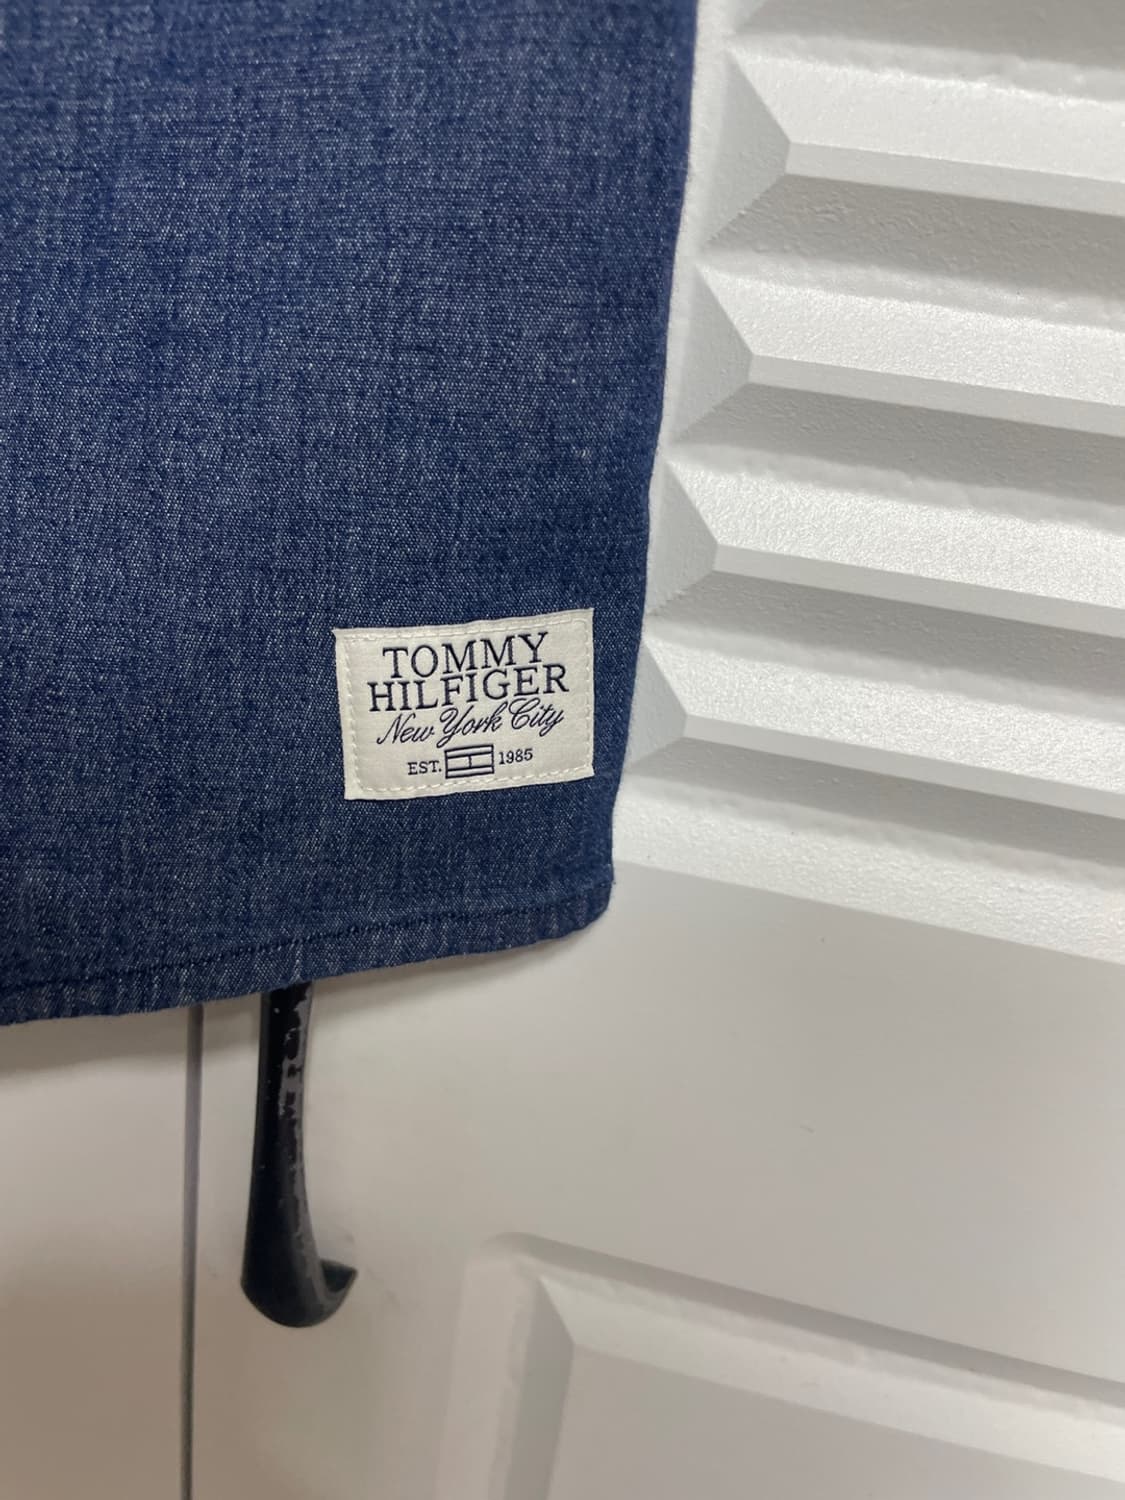 TOMMY
HILFIGER
New York City
EST. 1985